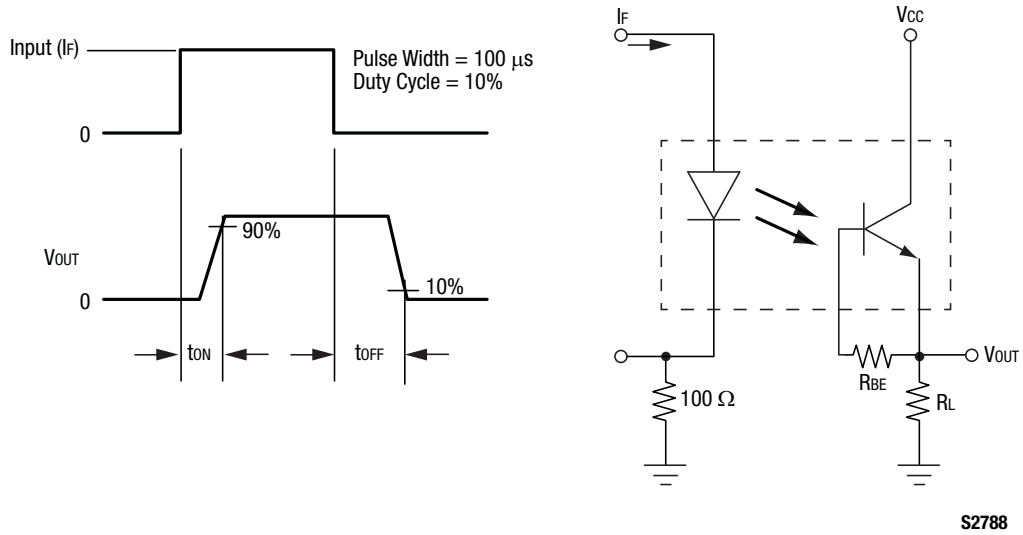 Input (IF)
Pulse Width = 100 μs
Duty Cycle = 10%
0
90%
VOUT
0
10%
tON
tOFF
IF
VCC
VOUT
RBE
RL
100 Ω
S2788